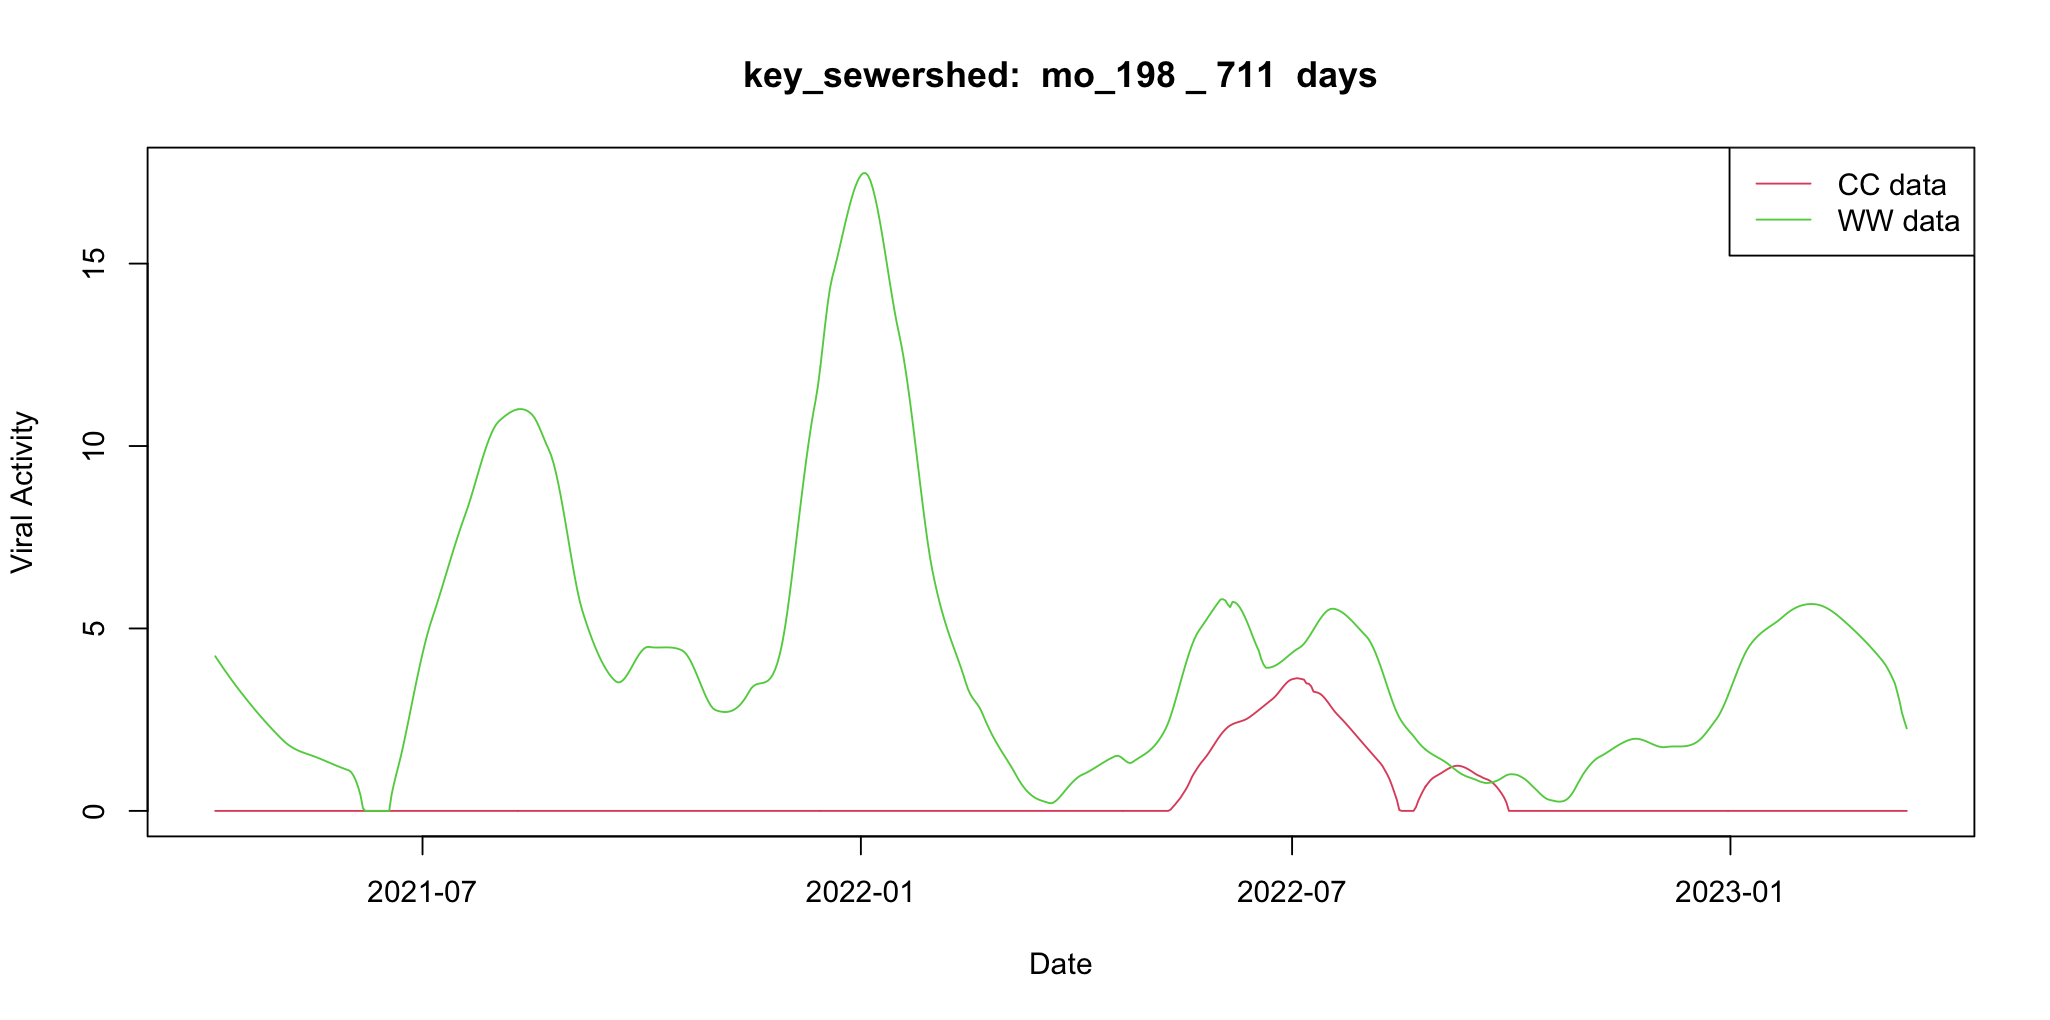 key_sewershed:  mo_198 _ 711  days
CC data
WW data
Viral Activity
15
10
5
0
2021-07
2022-01
2022-07
2023-01
Date